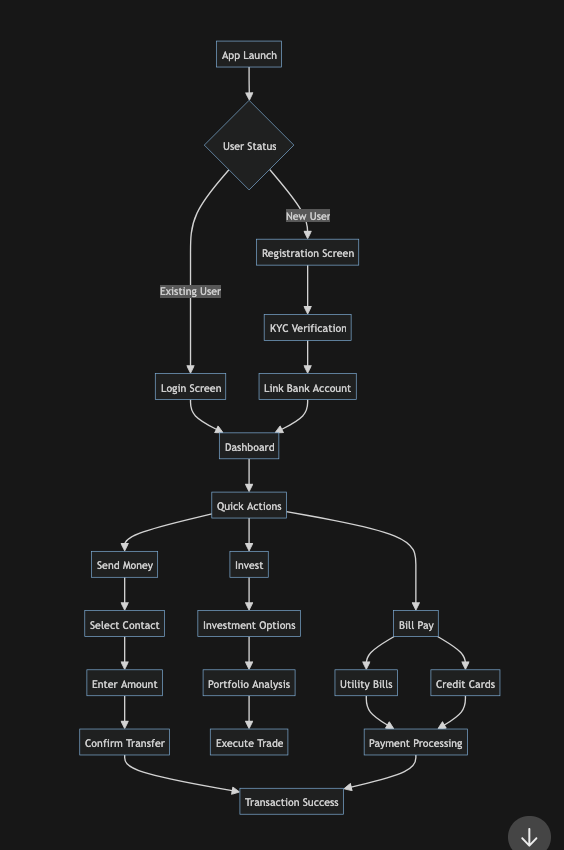 App Launch
User Status
New User
Registration Screen
Existing User
KYC Verification
Login Screen
Link Bank Account
Dashboard
Quick Actions
Send Money
Invest
Select Contact
Investment Options
Bill Pay
Enter Amount
Portfolio Analysis
Utility Bills
Credit Cards
Confirm Transfer
Execute Trade
Payment Processing
Transaction Success